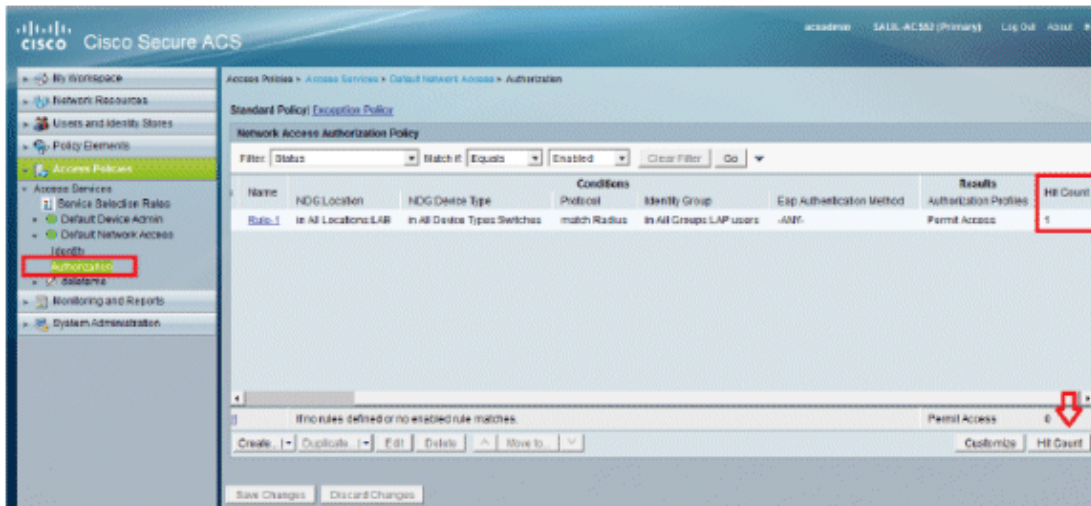 cisco Cisco Secure ACS
acsadmin (Primary) Log Out About
My Workspace
Network Resources
Users and Identity Stores
Policy Elements
Access Policies
Access Services
Service Selection Rules
Default Device Admin
Default Network Access
Identity
Authorization
Monitoring and Reports
System Administration
Access Policies > Access Services > Default Network Access > Authorization
Standard Policy| Exception Policy
Network Access Authorization Policy
Filter: Status Match if: Equals Enabled Clear Filter Go
Conditions Results
Name NDG:Location NDG:Device Type Protocol Identity Group Eap Authentication Method Authorization Profiles Hit Count
Rule-1 in All Locations:LAB in All Device Types:Switches match Radius in All Groups:LAP users -ANY- Permit Access 1
If no rules defined or no enabled rule matches. Permit Access 0
Create... Duplicate... Edit Delete Move to... Customize Hit Count
Save Changes Discard Changes